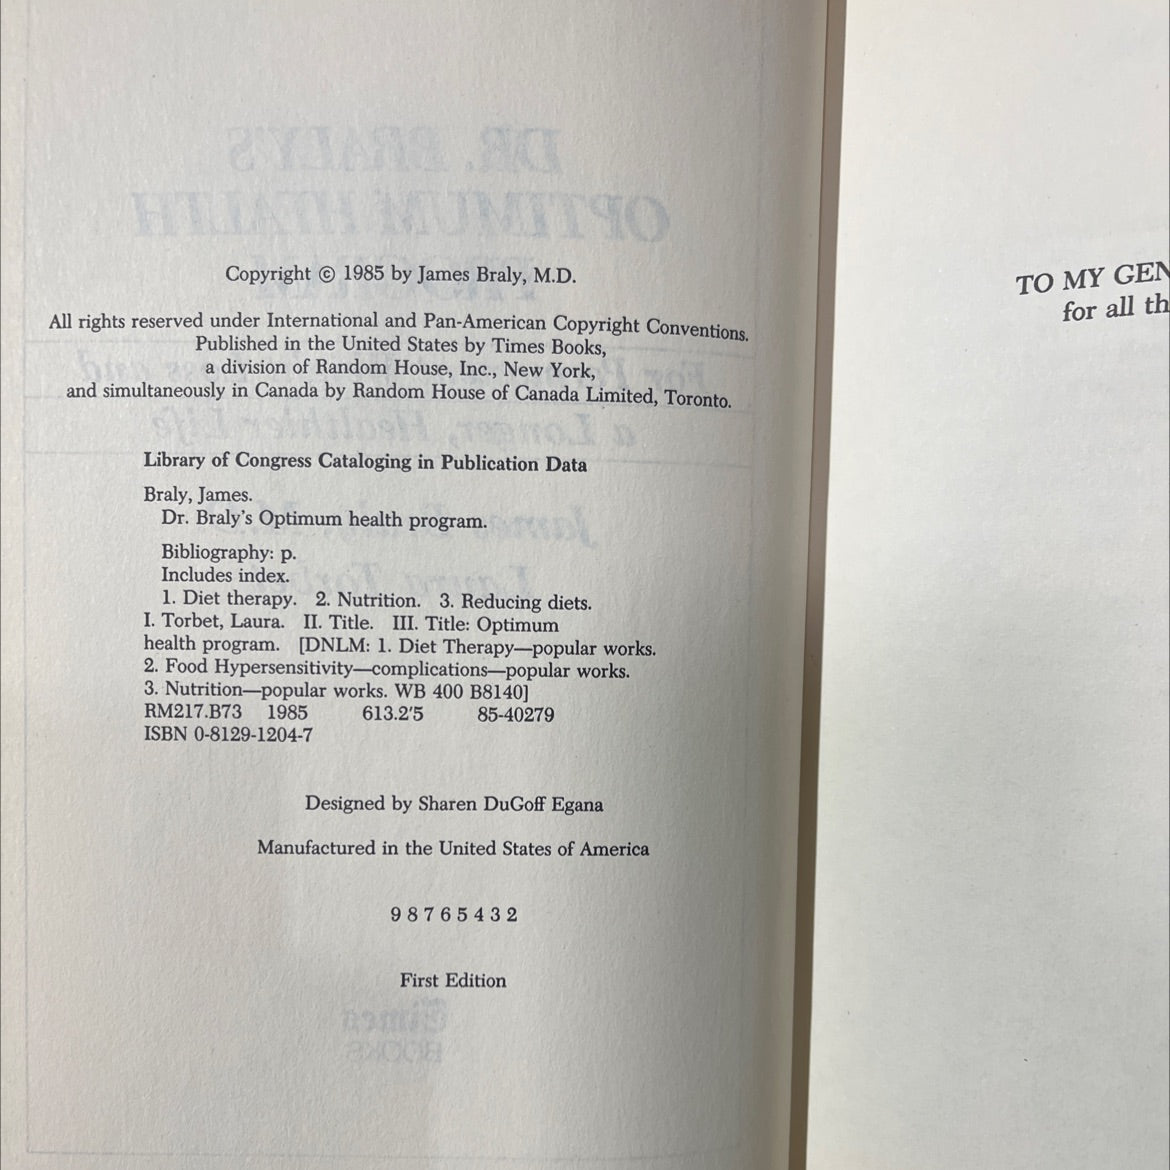 Copyright © 1985 by James Braly, M.D.
All rights reserved under International and Pan-American Copyright Conventions.
Published in the United States by Times Books,
a division of Random House, Inc., New York,
and simultaneously in Canada by Random House of Canada Limited, Toronto.
Library of Congress Cataloging in Publication Data
Braly, James.
Dr. Braly's Optimum health program.
Bibliography: p.
Includes index.
1. Diet therapy. 2. Nutrition. 3. Reducing diets.
I. Torbet, Laura. II. Title. III. Title: Optimum
health program. [DNLM: 1. Diet Therapy—popular works.
2. Food Hypersensitivity—complications—popular works.
3. Nutrition—popular works. WB 400 B8140]
RM217.B73 1985 613.2'5 85-40279
ISBN 0-8129-1204-7
Designed by Sharen DuGoff Egana
Manufactured in the United States of America
9 8 7 6 5 4 3 2
First Edition
TO MY GEN
for all th